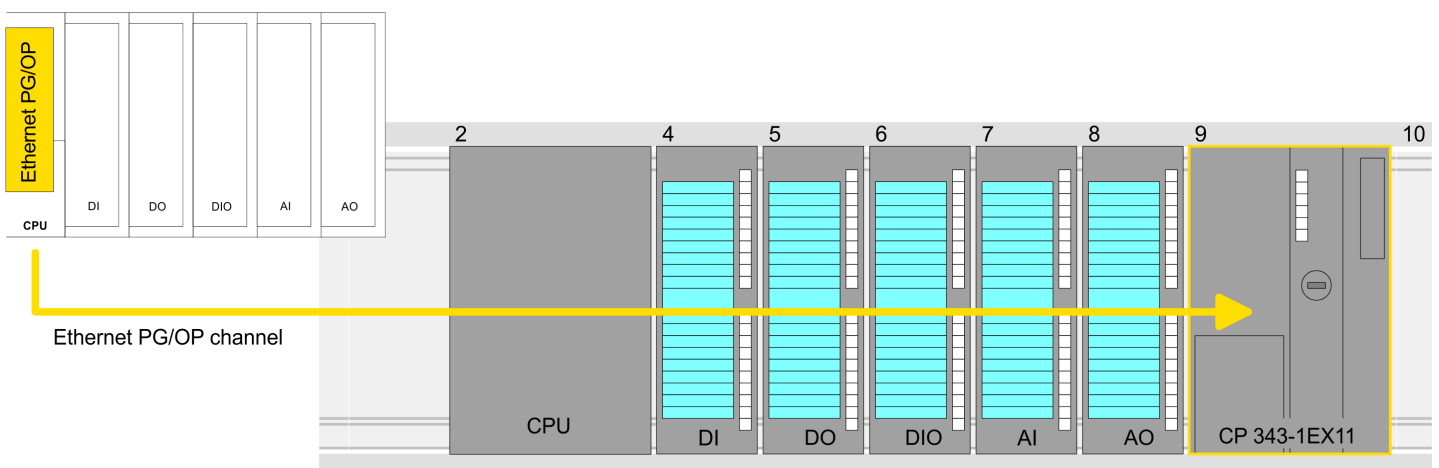 Ethernet PG/OP
CPU
DI
DO
DIO
AI
AO
Ethernet PG/OP channel
2
4
5
6
7
8
9
10
CPU
DI
DO
DIO
AI
AO
CP 343-1EX11